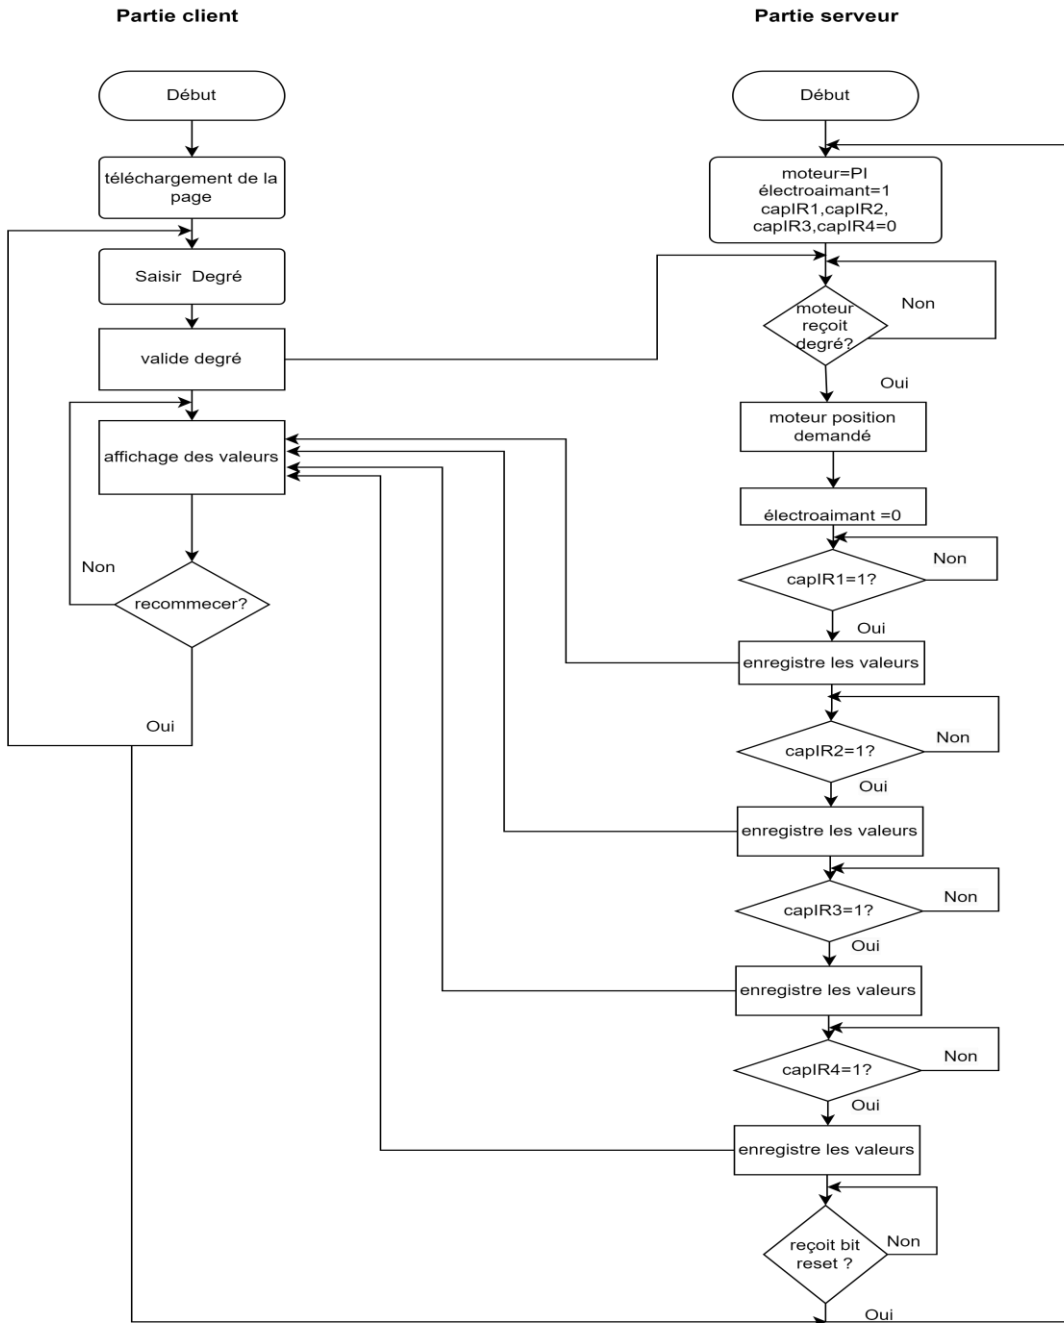 Partie client
Début
téléchargement de la
page
Saisir Degré
valide degré
affichage des valeurs
Non
recommecer?
Oui
Partie serveur
Début
moteur=PI
électroaimant=1
capIR1,capIR2,
capIR3,capIR4=0
moteur
reçoit
degré?
Non
Oui
moteur position
demandé
électroaimant =0
Non
capIR1=1?
Oui
enregistre les valeurs
Non
capIR2=1?
Oui
enregistre les valeurs
Non
capIR3=1?
Oui
enregistre les valeurs
Non
capIR4=1?
Oui
enregistre les valeurs
reçoit bit
reset ?
Non
Oui